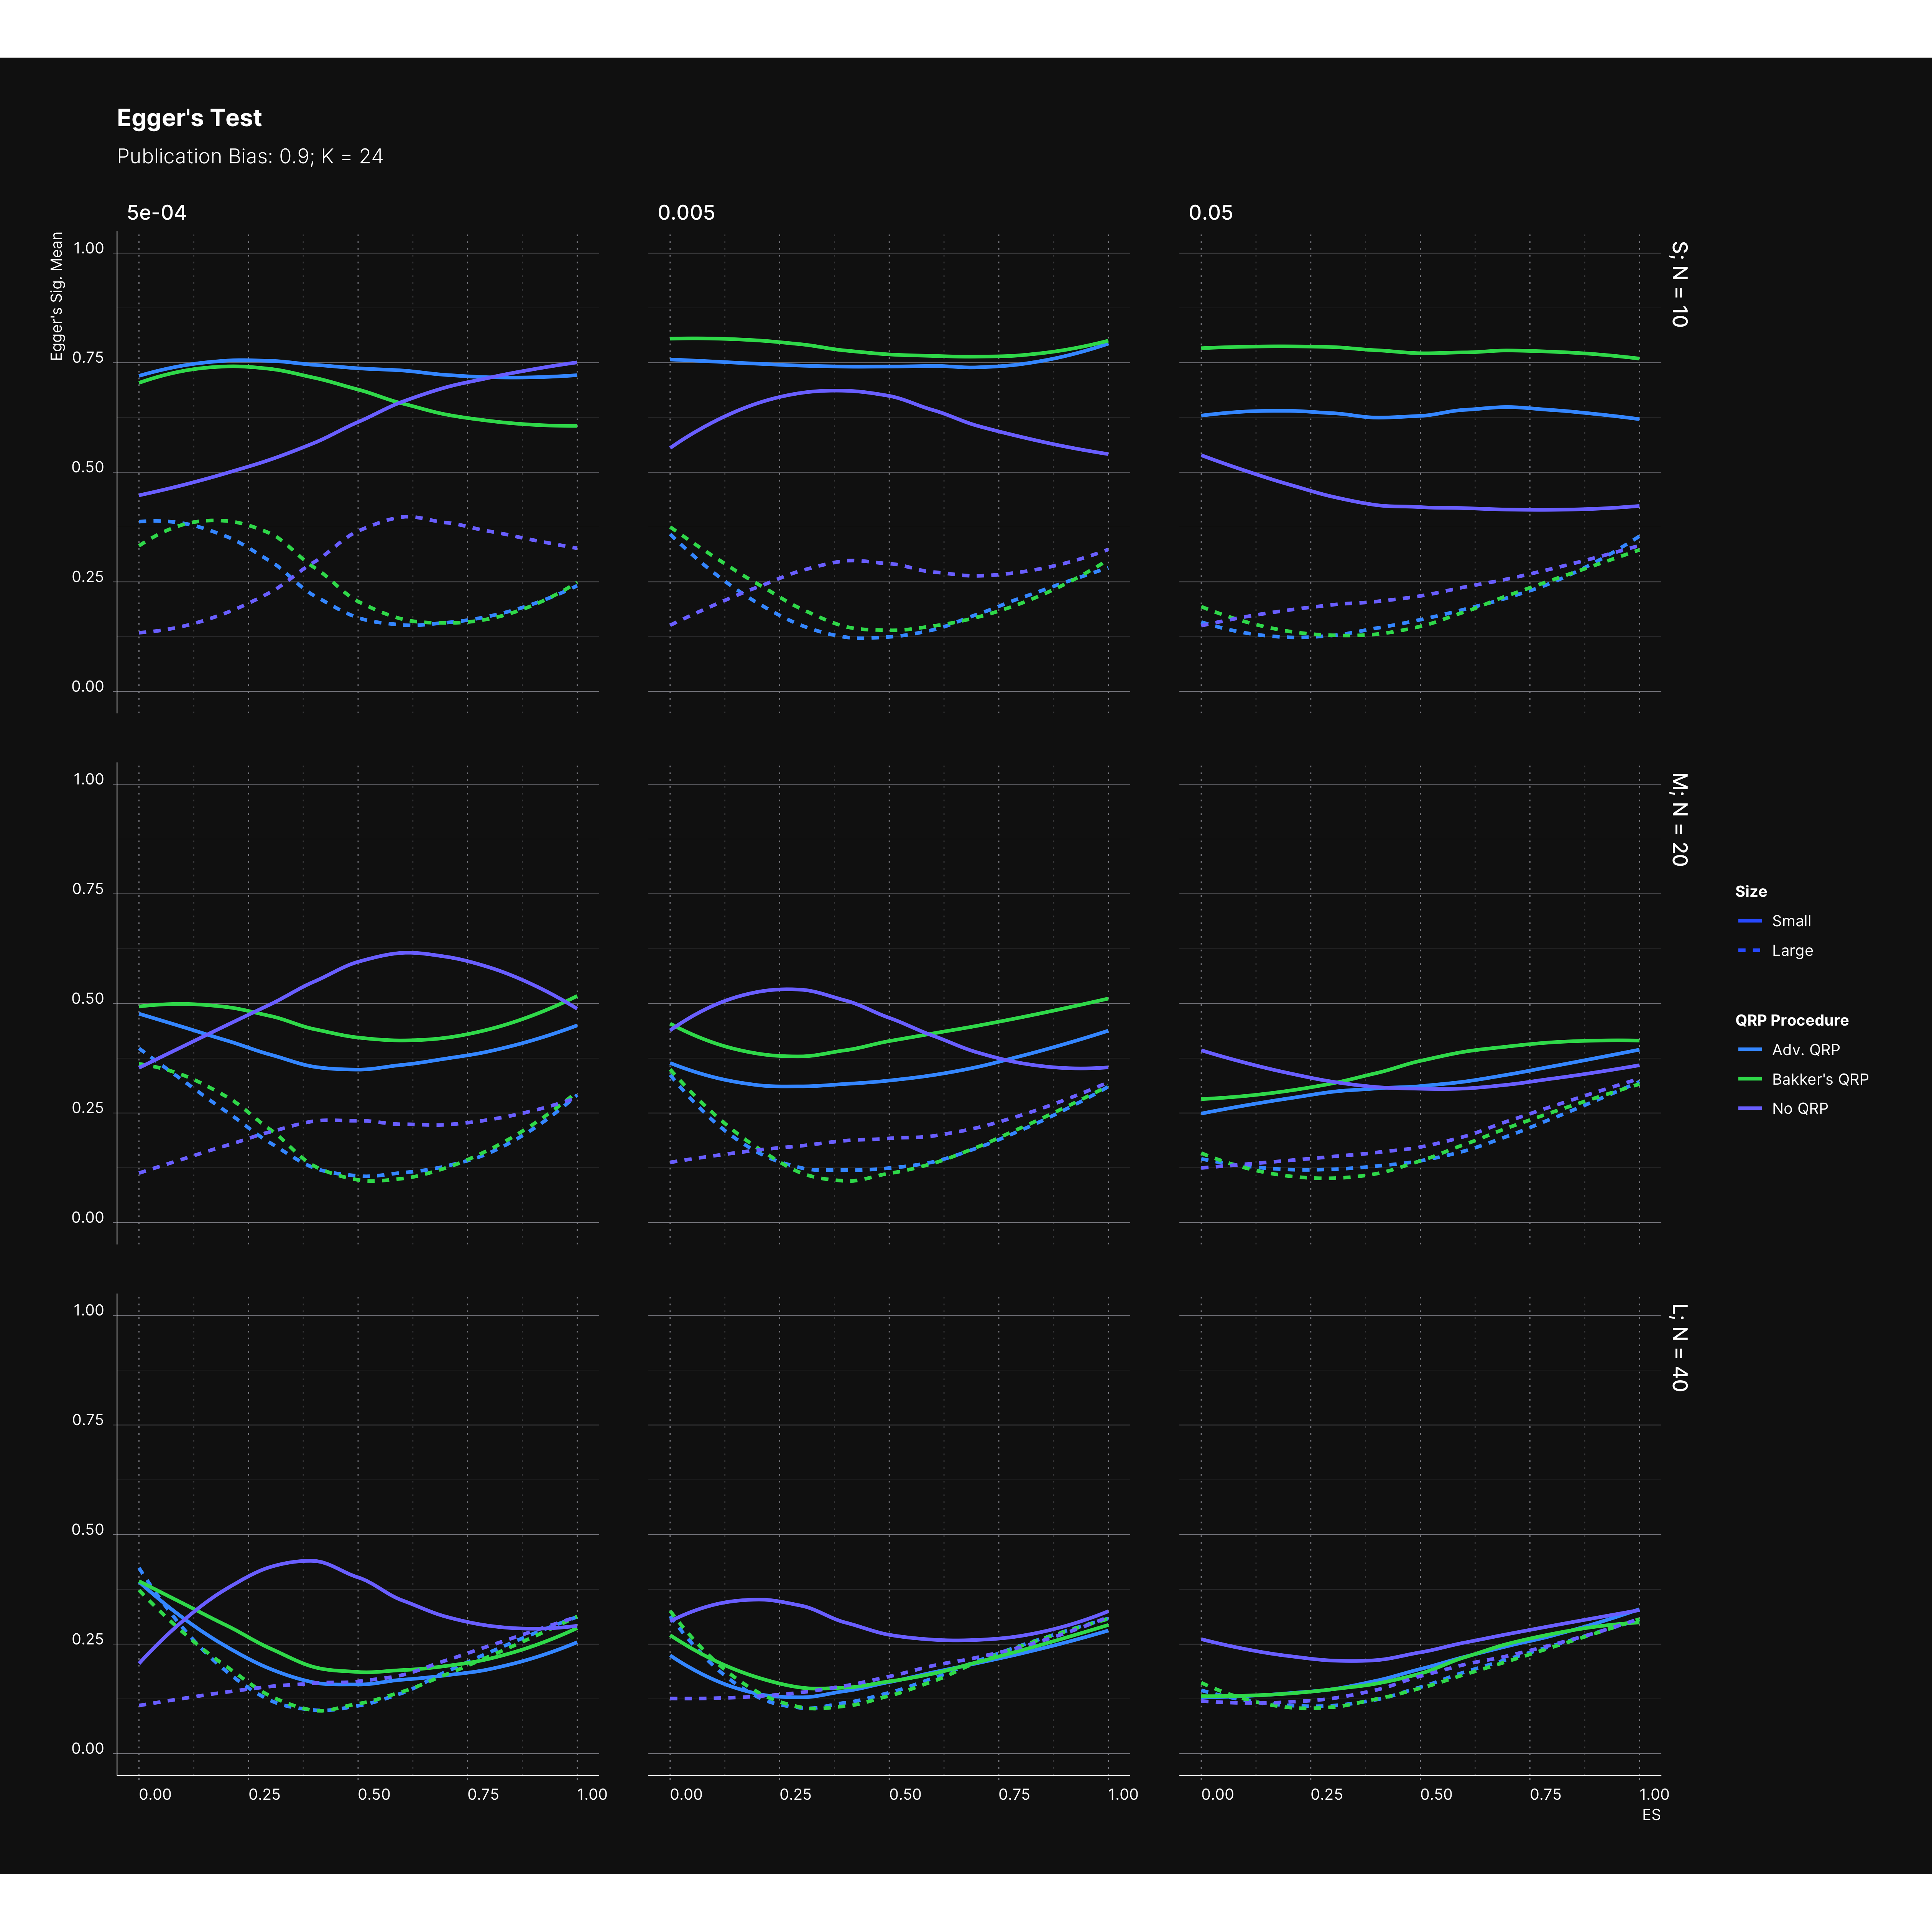 Egger's Test
Publication Bias: 0.9; K = 24
5e-04
0.005
0.05
Egger's Sig. Mean
1.00
0.75
0.50
0.25
0.00
S; N = 10
1.00
0.75
0.50
0.25
0.00
M; N = 20
1.00
0.75
0.50
0.25
0.00
L; N = 40
0.00 0.25 0.50 0.75 1.00
0.00 0.25 0.50 0.75 1.00
0.00 0.25 0.50 0.75 1.00
ES
Size
Small
Large
QRP Procedure
Adv. QRP
Bakker's QRP
No QRP